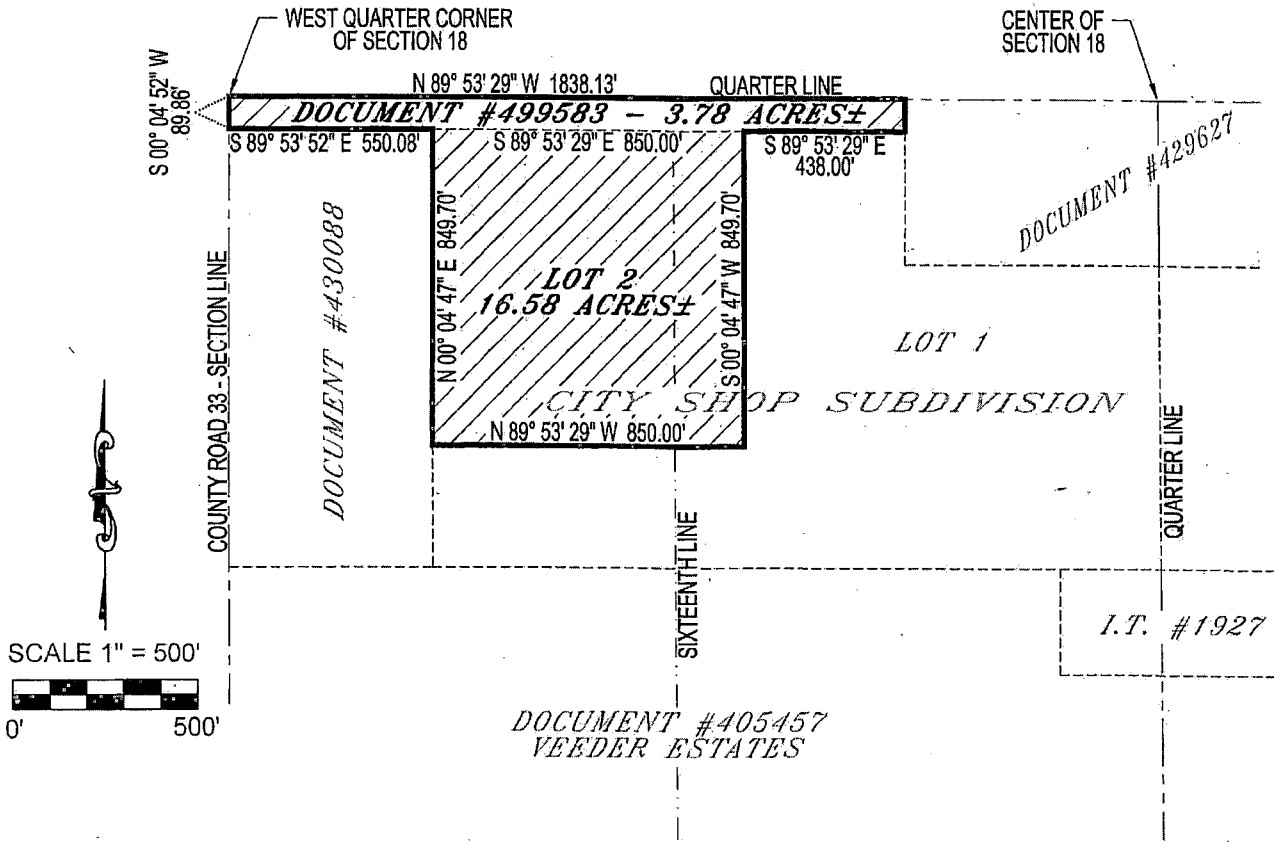 WEST QUARTER CORNER
OF SECTION 18
CENTER OF
SECTION 18
S 00° 04' 52" W
89.86'
N 89° 53' 29" W 1838.13'
QUARTER LINE
DOCUMENT #499583 - 3.78 ACRES±
S 89° 53' 52" E 550.08'
S 89° 53' 29" E 850.00'
S 89° 53' 29" E
438.00'
DOCUMENT #429627
COUNTY ROAD 33 - SECTION LINE
DOCUMENT #430088
N 00° 04' 47" E 849.70'
LOT 2
16.58 ACRES±
S 00° 04' 47" W 849.70'
LOT 1
CITY SHOP SUBDIVISION
N 89° 53' 29" W 850.00'
QUARTER LINE
SIXTEENTH LINE
I.T. #1927
SCALE 1" = 500'
0' 500'
DOCUMENT #405457
VEEDER ESTATES